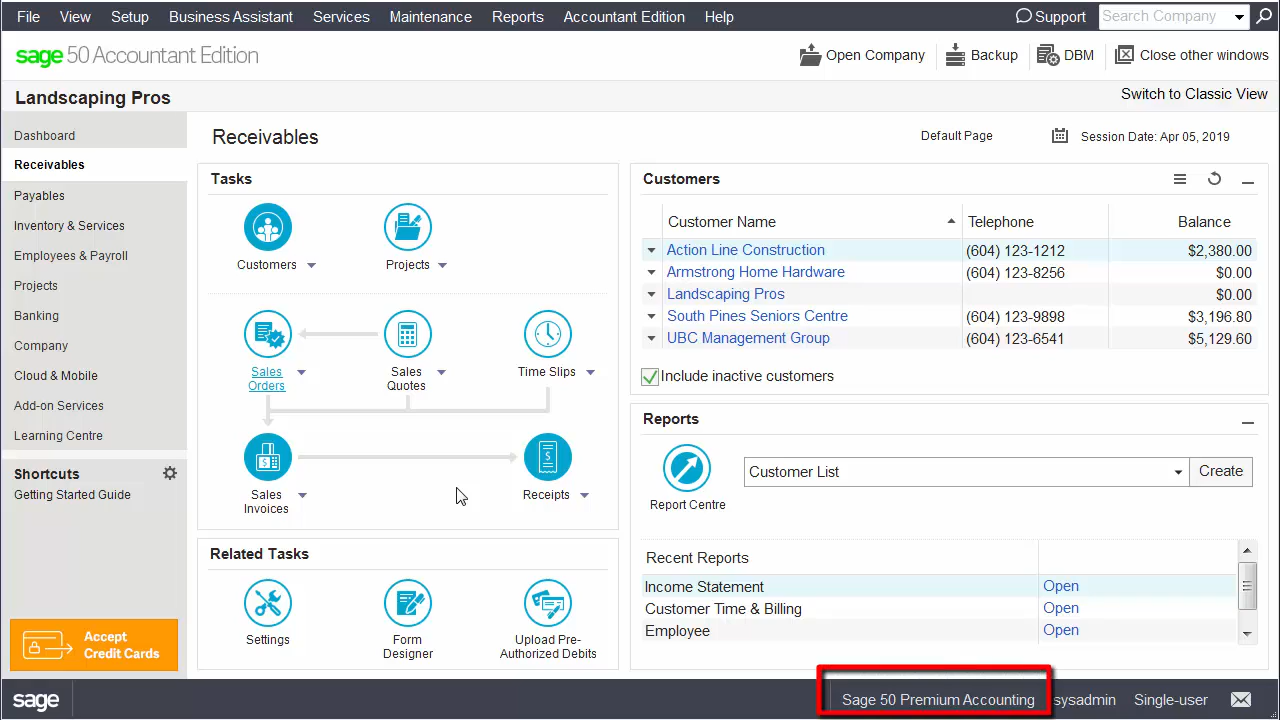 File View Setup Business Assistant Services Maintenance Reports Accountant Edition Help Support Search Company
sage 50 Accountant Edition Open Company Backup DBM Close other windows
Landscaping Pros Switch to Classic View
Dashboard
Receivables
Payables
Inventory & Services
Employees & Payroll
Projects
Banking
Company
Cloud & Mobile
Add-on Services
Learning Centre
Shortcuts
Getting Started Guide
Accept
Credit Cards
Receivables Default Page Session Date: Apr 05, 2019
Tasks
Customers Projects
Sales
Orders
Sales
Quotes
Time Slips
Sales
Invoices
Receipts
Related Tasks
Settings
Form
Designer
Upload Pre-
Authorized Debits
Customers
Customer Name Telephone Balance
Action Line Construction (604) 123-1212 $2,380.00
Armstrong Home Hardware (604) 123-8256 $0.00
Landscaping Pros $0.00
South Pines Seniors Centre (604) 123-9898 $3,196.80
UBC Management Group (604) 123-6541 $5,129.60
Include inactive customers
Reports
Report Centre
Customer List Create
Recent Reports
Income Statement Open
Customer Time & Billing Open
Employee Open
sage Sage 50 Premium Accounting sysadmin Single-user